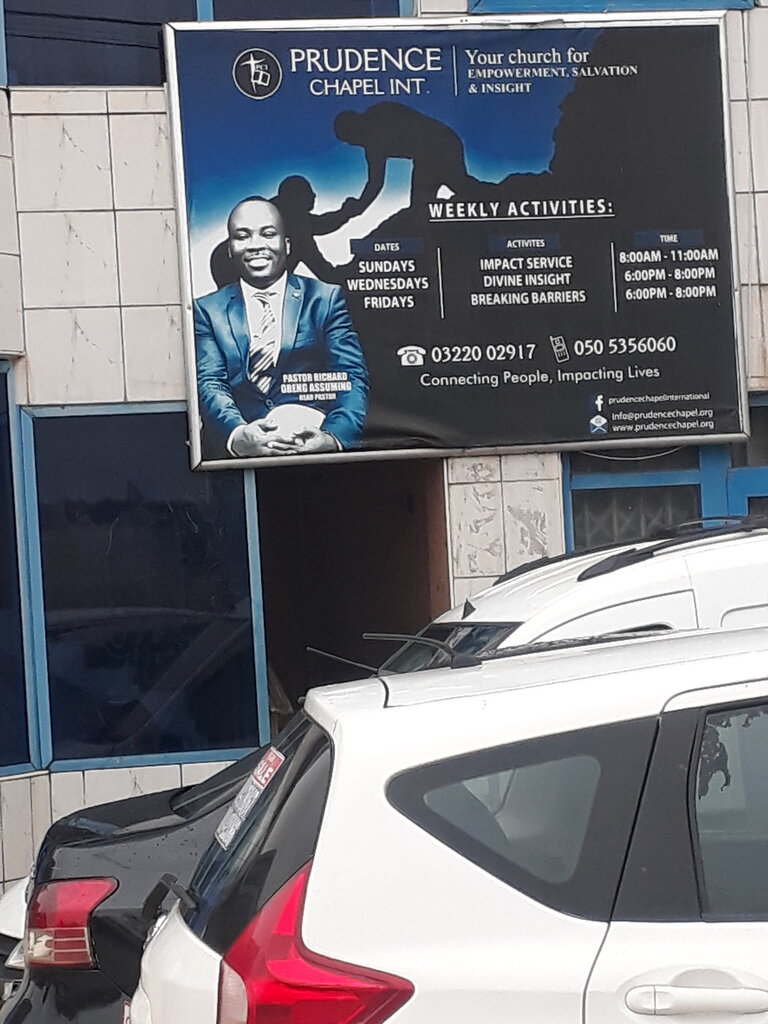 PRUDENCE
CHAPEL INT.
Your church for
EMPOWERMENT, SALVATION
& INSIGHT
WEEKLY ACTIVITIES:
DATES ACTIVITES TIME
SUNDAYS IMPACT SERVICE 8:00AM - 11:00AM
WEDNESDAYS DIVINE INSIGHT 6:00PM - 8:00PM
FRIDAYS BREAKING BARRIERS 6:00PM - 8:00PM
03220 02917 050 5356060
Connecting People, Impacting Lives
PASTOR RICHARD
OBENG ASSUMING
HEAD PASTOR
prudencechapelinternational
info@prudencechapel.org
www.prudencechapel.org